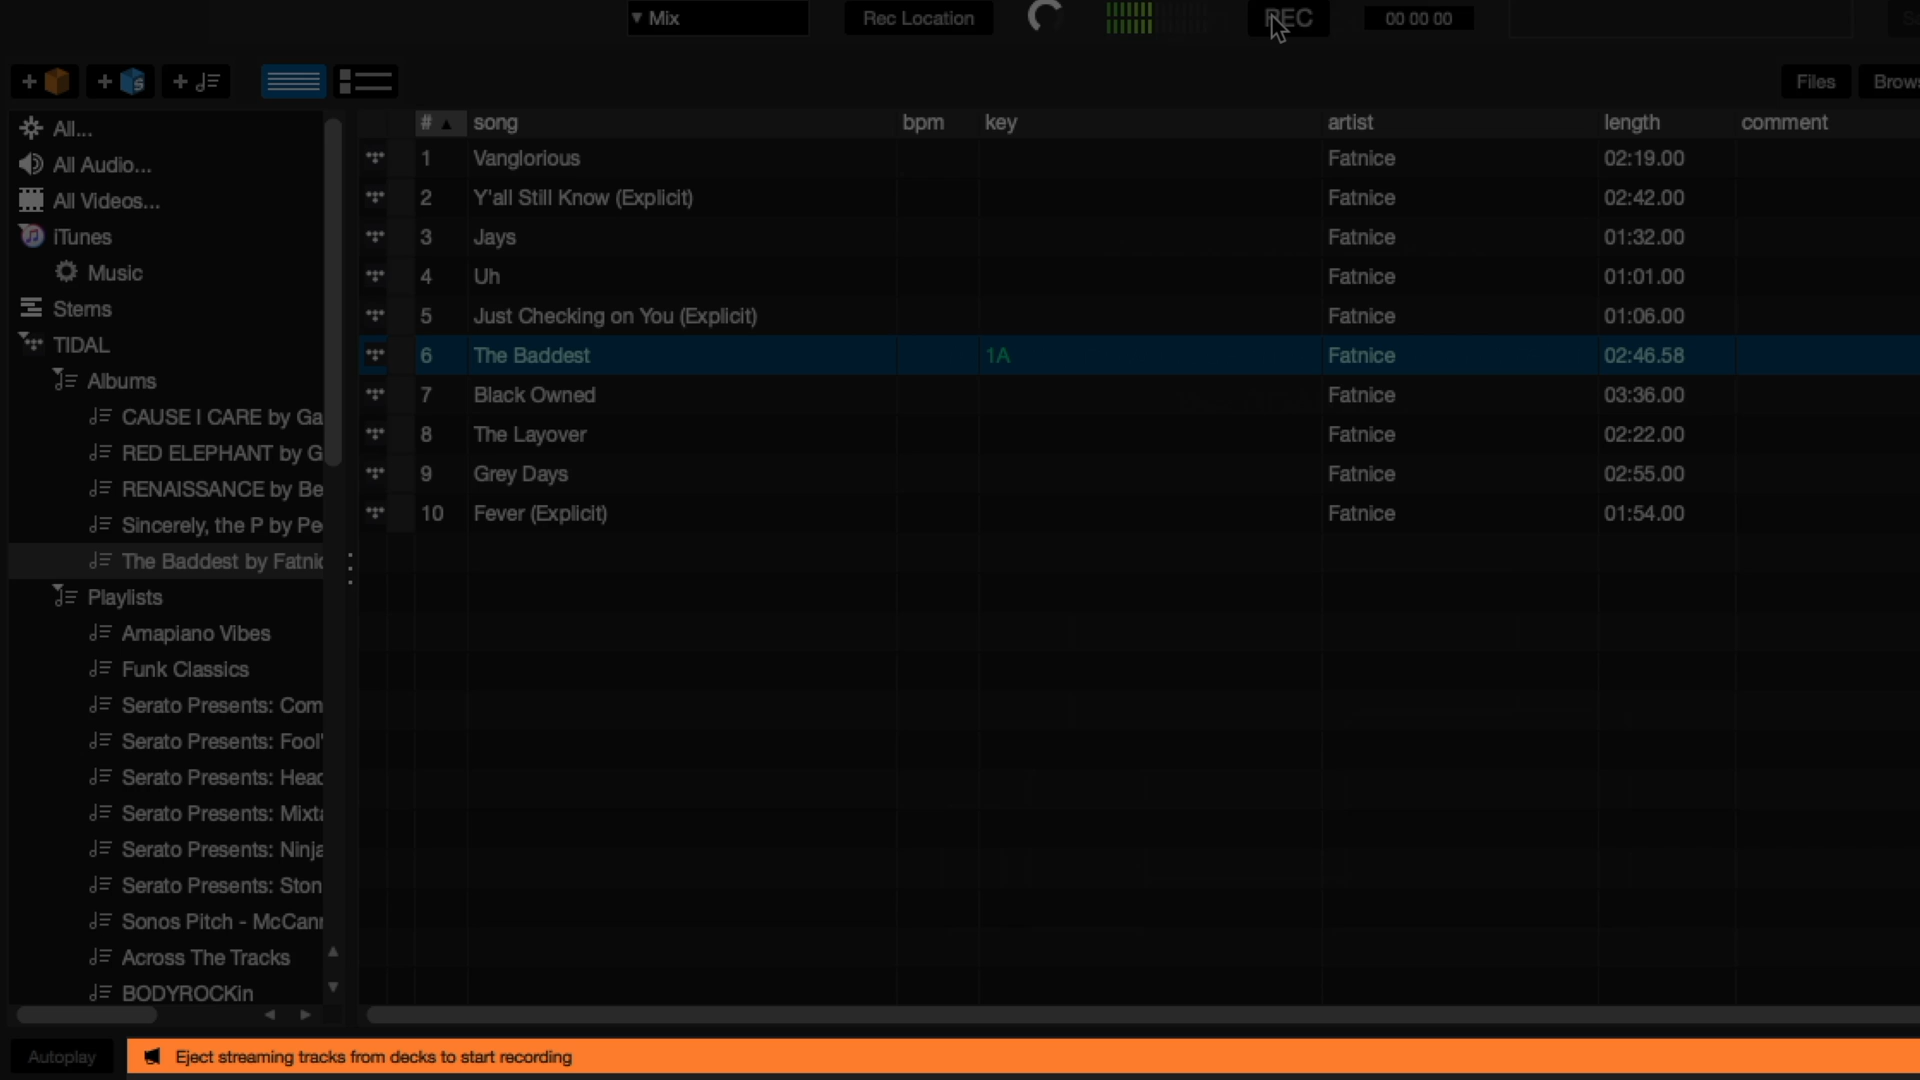 Mix
Rec Location
REC
00 00 00
Files
Brows
# song bpm key artist length comment
All...
All Audio...
All Videos...
iTunes
Music
Stems
TIDAL
Albums
CAUSE I CARE by Ga
RED ELEPHANT by G
RENAISSANCE by Be
Sincerely, the P by Pe
The Baddest by Fatnic
Playlists
Amapiano Vibes
Funk Classics
Serato Presents: Com
Serato Presents: Fool'
Serato Presents: Head
Serato Presents: Mixta
Serato Presents: Ninja
Serato Presents: Ston
Sonos Pitch - McCann
Across The Tracks
BODYROCKin
1 Vanglorious Fatnice 02:19.00
2 Y'all Still Know (Explicit) Fatnice 02:42.00
3 Jays Fatnice 01:32.00
4 Uh Fatnice 01:01.00
5 Just Checking on You (Explicit) Fatnice 01:06.00
6 The Baddest 1A Fatnice 02:46.58
7 Black Owned Fatnice 03:36.00
8 The Layover Fatnice 02:22.00
9 Grey Days Fatnice 02:55.00
10 Fever (Explicit) Fatnice 01:54.00
Autoplay
Eject streaming tracks from decks to start recording